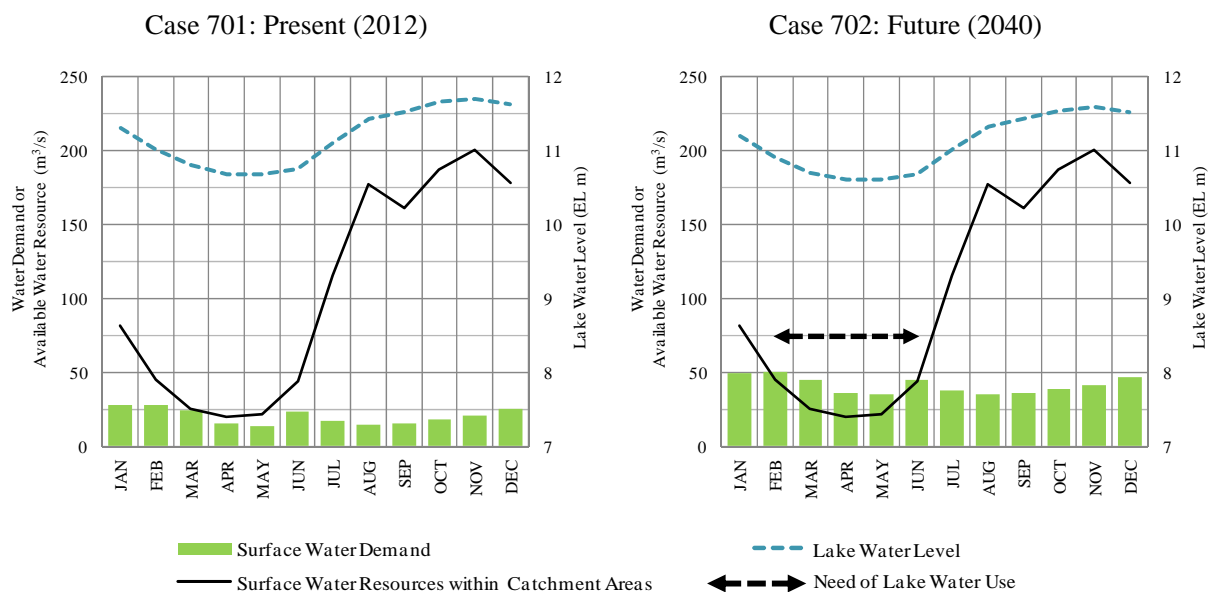 Case 701: Present (2012)
Case 702: Future (2040)
Water Demand or
Available Water Resource (m³/s)
250
200
150
100
50
0
12
11
10
9
8
7
Lake Water Level (EL m)
JAN
FEB
MAR
APR
MAY
JUN
JUL
AUG
SEP
OCT
NOV
DEC
Water Demand or
Available Water Resource (m³/s)
250
200
150
100
50
0
12
11
10
9
8
7
Lake Water Level (EL m)
JAN
FEB
MAR
APR
MAY
JUN
JUL
AUG
SEP
OCT
NOV
DEC
Surface Water Demand
Lake Water Level
Surface Water Resources within Catchment Areas
Need of Lake Water Use